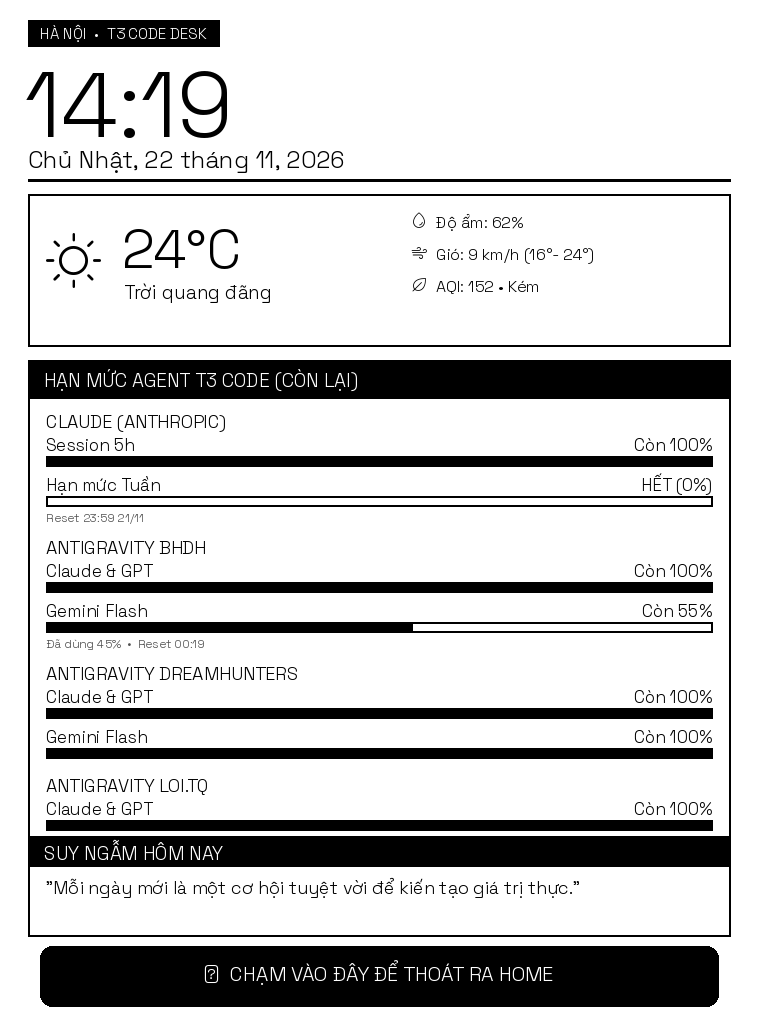 HÀ NỘI • T3 CODE DESK
14:19
Chủ Nhật, 22 tháng 11, 2026
24°C
Trời quang đãng
Độ ẩm: 62%
Gió: 9 km/h (16°- 24°)
AQI: 152 • Kém
HẠN MỨC AGENT T3 CODE (CÒN LẠI)
CLAUDE (ANTHROPIC)
Session 5h Còn 100%
Hạn mức Tuần HẾT (0%)
Reset 23:59 21/11
ANTIGRAVITY BHDH
Claude & GPT Còn 100%
Gemini Flash Còn 55%
Đã dùng 45% • Reset 00:19
ANTIGRAVITY DREAMHUNTERS
Claude & GPT Còn 100%
Gemini Flash Còn 100%
ANTIGRAVITY LOI.TQ
Claude & GPT Còn 100%
SUY NGẪM HÔM NAY
"Mỗi ngày mới là một cơ hội tuyệt vời để kiến tạo giá trị thực."
CHẠM VÀO ĐÂY ĐỂ THOÁT RA HOME